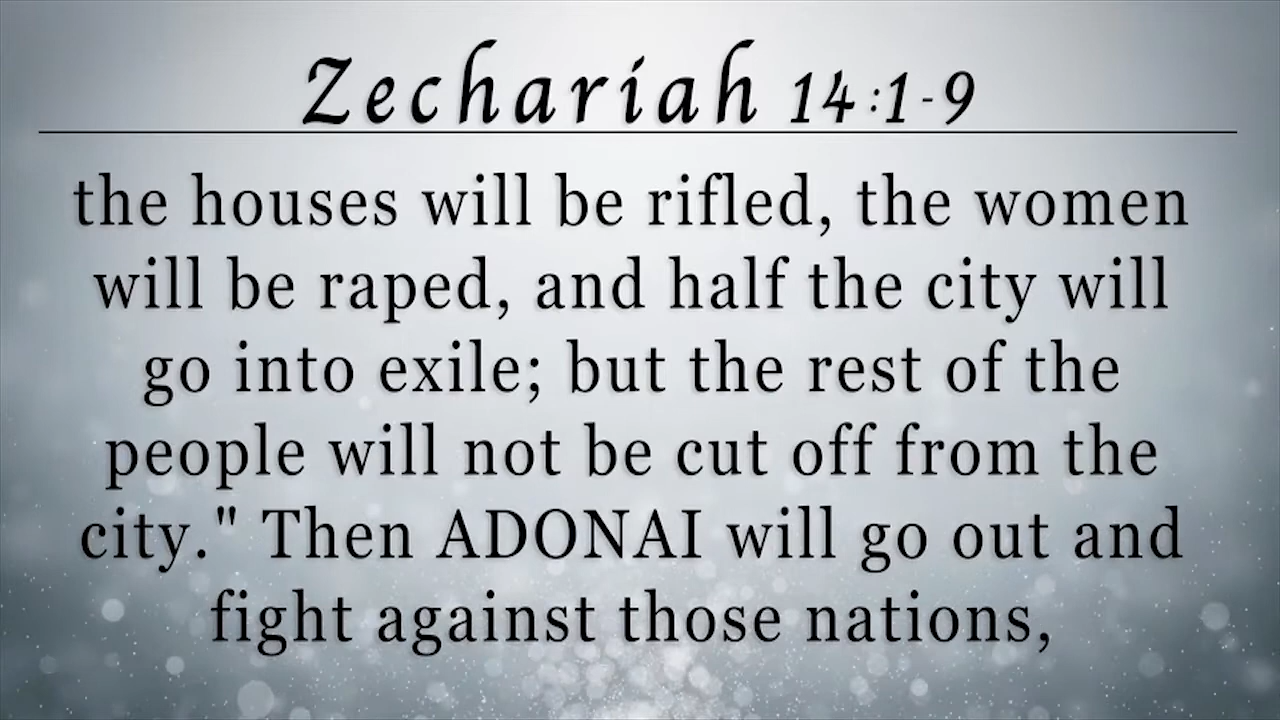 Zechariah 14:1-9
the houses will be rifled, the women
will be raped, and half the city will
go into exile; but the rest of the
people will not be cut off from the
city." Then ADONAI will go out and
fight against those nations,